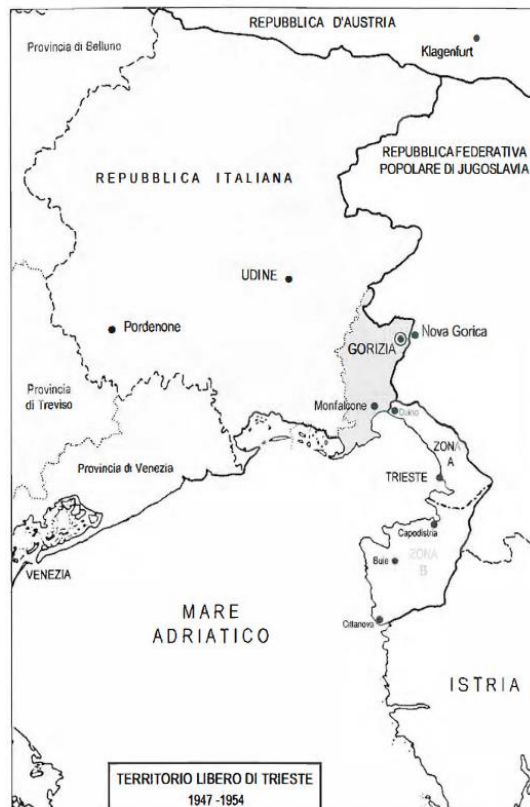 REPUBBLICA D'AUSTRIA
Provincia di Belluno
Klagenfurt
REPUBBLICA FEDERATIVA
POPOLARE DI JUGOSLAVIA
REPUBBLICA ITALIANA
UDINE
Pordenone
Nova Gorica
GORIZIA
Provincia
di Treviso
Monfalcone
Duino
ZONA
A
Provincia di Venezia
TRIESTE
Capodistria
Buie
ZONA
B
VENEZIA
MARE
ADRIATICO
Cittanova
ISTRIA
TERRITORIO LIBERO DI TRIESTE
1947 -1954